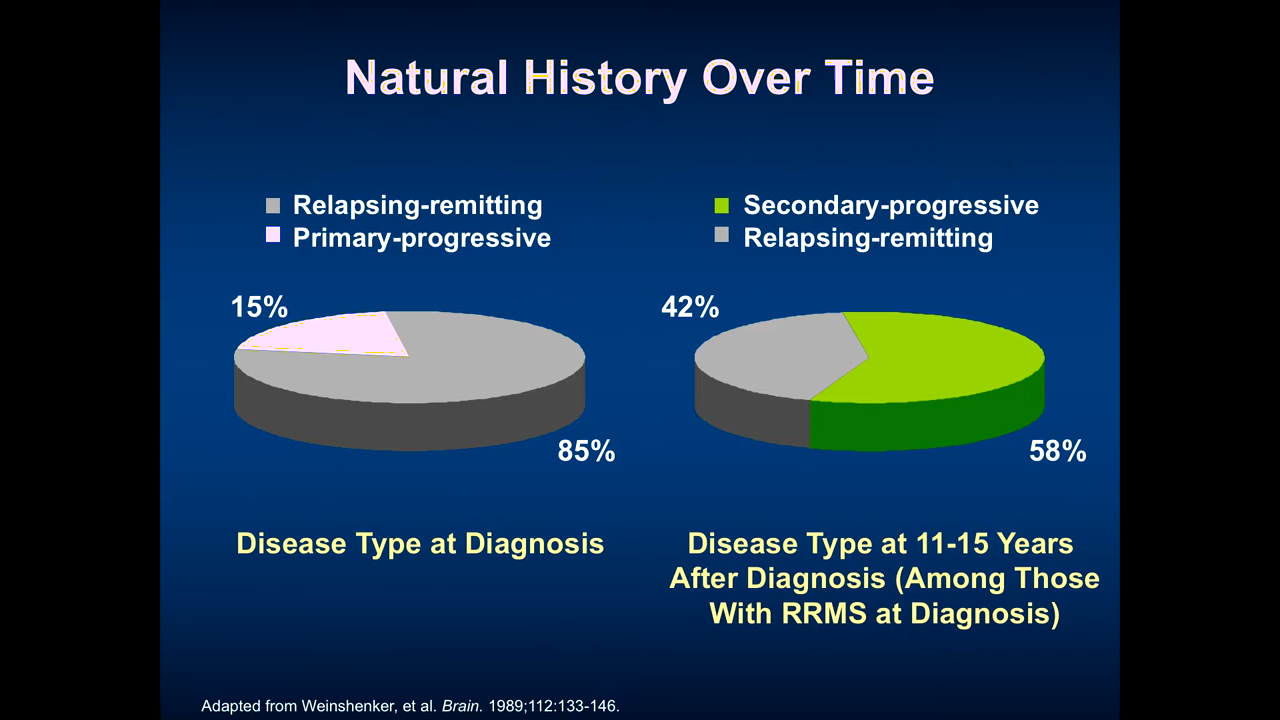 Natural History Over Time
Relapsing-remitting
Primary-progressive
15%
85%
Disease Type at Diagnosis
Secondary-progressive
Relapsing-remitting
42%
58%
Disease Type at 11-15 Years
After Diagnosis (Among Those
With RRMS at Diagnosis)
Adapted from Weinshenker, et al. Brain. 1989;112:133-146.